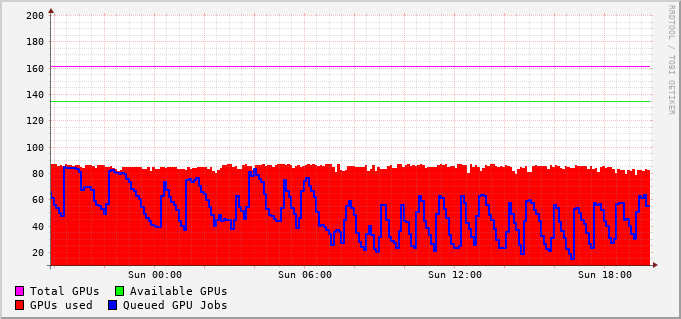 200
180
160
140
120
100
80
60
40
20
Sun 00:00 Sun 06:00 Sun 12:00 Sun 18:00
Total GPUs Available GPUs
GPUs used Queued GPU Jobs
RRDTOOL / TOBI OETIKER